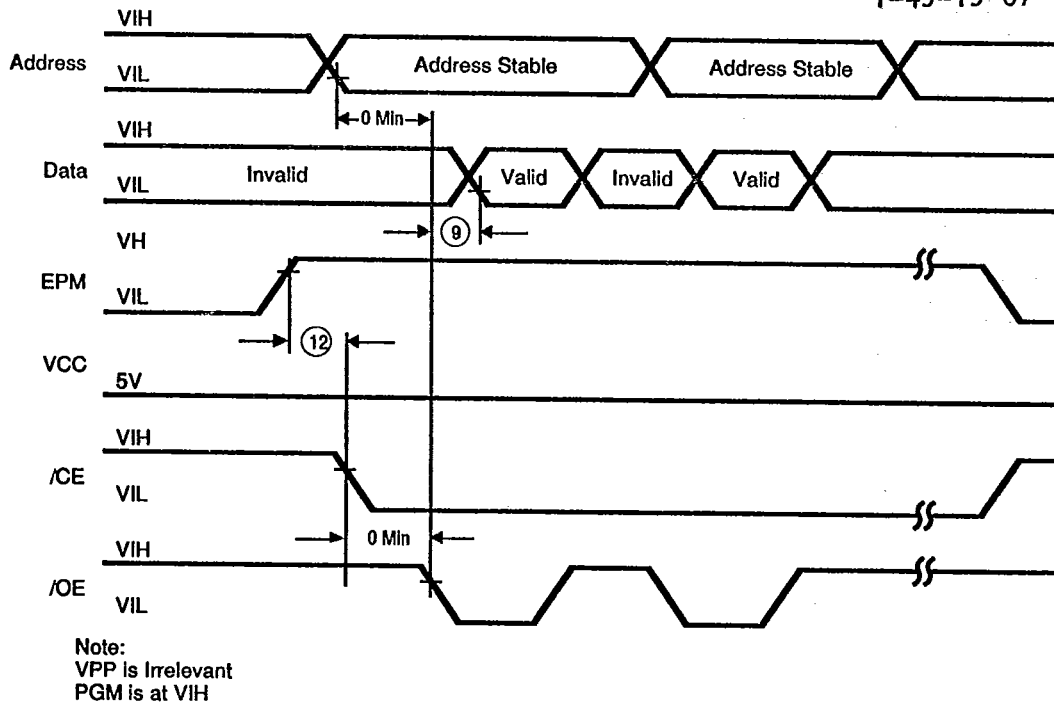 VIH
Address
VIL
Address Stable
Address Stable
0 Min
VIH
Data
VIL
Invalid
Valid
Invalid
Valid
9
VH
EPM
VIL
12
VCC
5V
VIH
/CE
VIL
0 Min
VIH
/OE
VIL
Note:
VPP is Irrelevant
PGM is at VIH